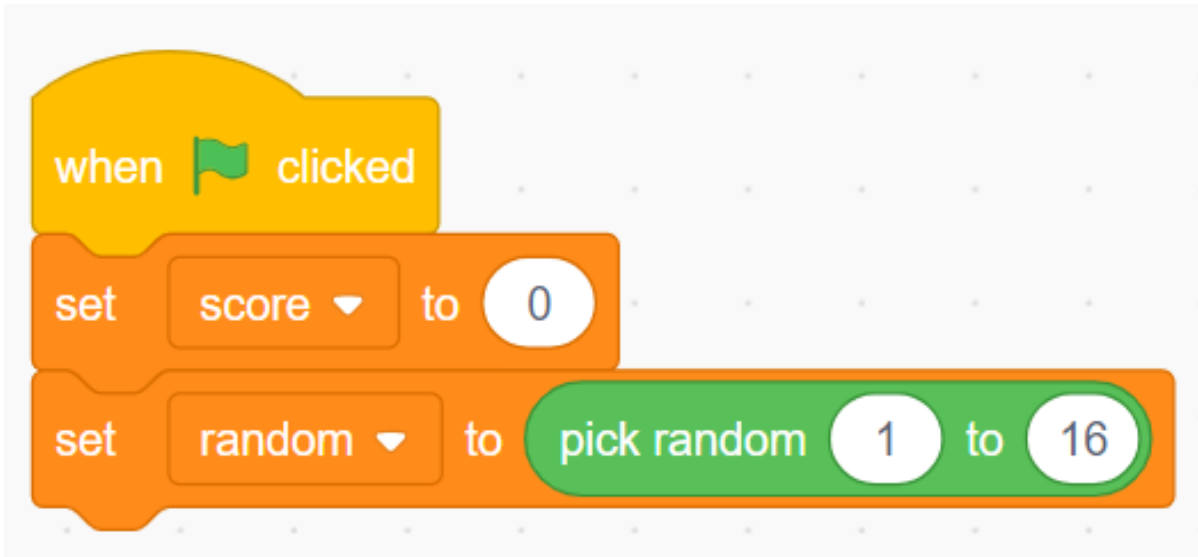 when clicked
set score to 0
set random to pick random 1 to 16